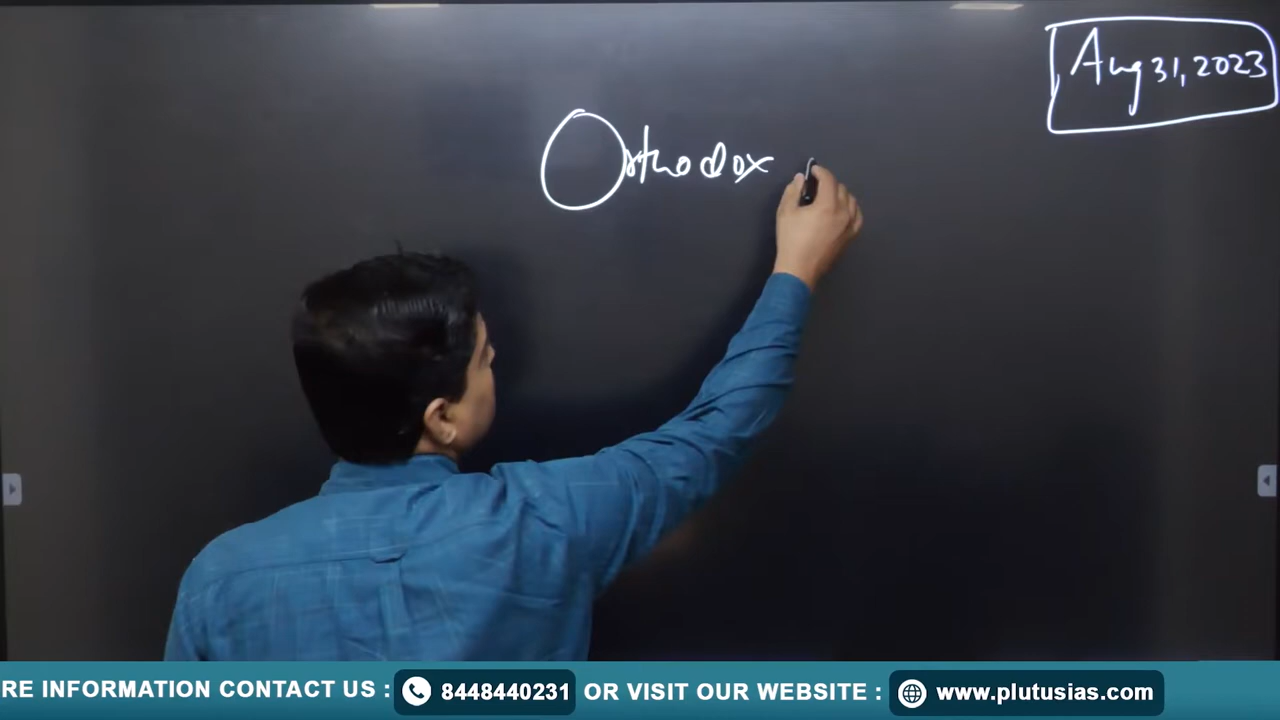 Aug 31, 2023
Orthodox
RE INFORMATION CONTACT US : 8448440231 OR VISIT OUR WEBSITE : www.plutusias.com